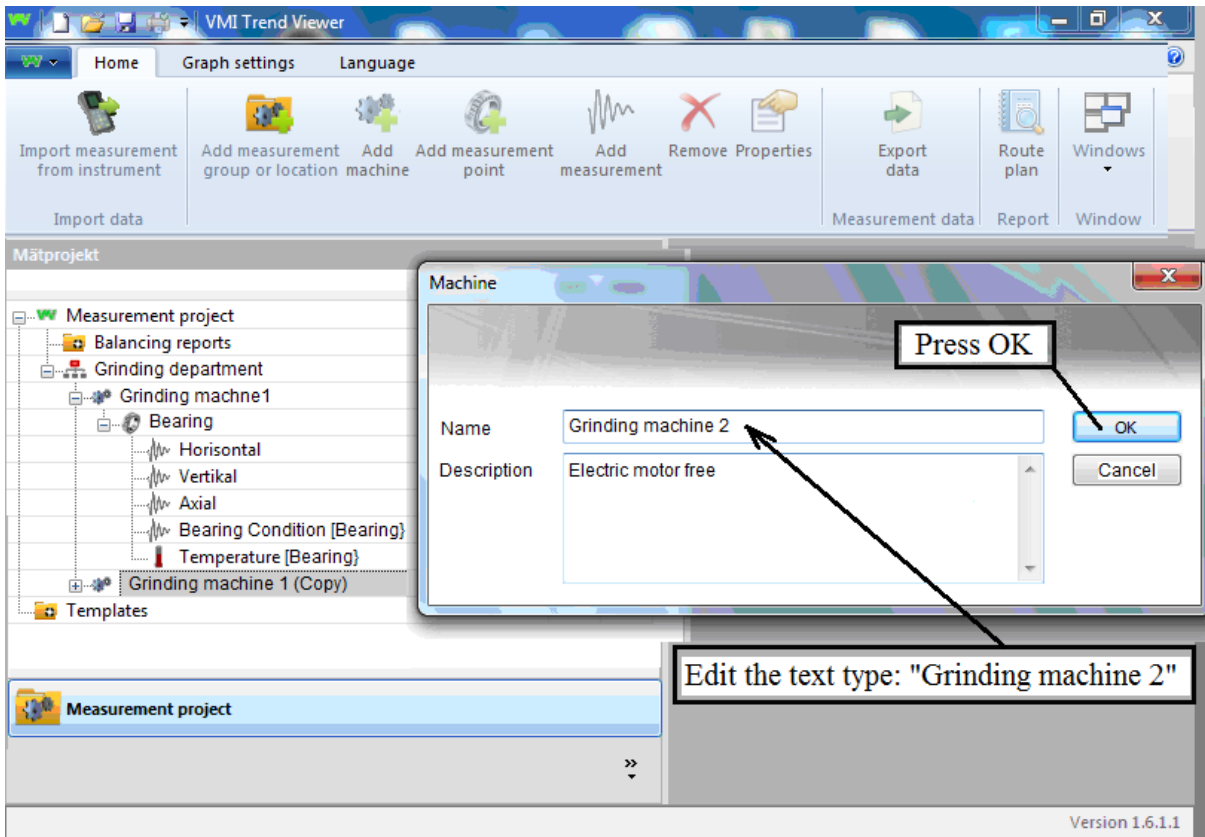 VMI Trend Viewer
Home Graph settings Language
Import measurement from instrument
Add measurement group or location
Add machine
Add measurement point
Add measurement
Remove
Properties
Export data
Route plan
Windows
Import data
Measurement data
Report
Window
Mätprojekt
Measurement project
Balancing reports
Grinding department
Grinding machne1
Bearing
Horisontal
Vertikal
Axial
Bearing Condition [Bearing}
Temperature [Bearing}
Grinding machine 1 (Copy)
Templates
Machine
Press OK
Name Grinding machine 2 OK
Description Electric motor free Cancel
Edit the text type: "Grinding machine 2"
Measurement project
Version 1.6.1.1